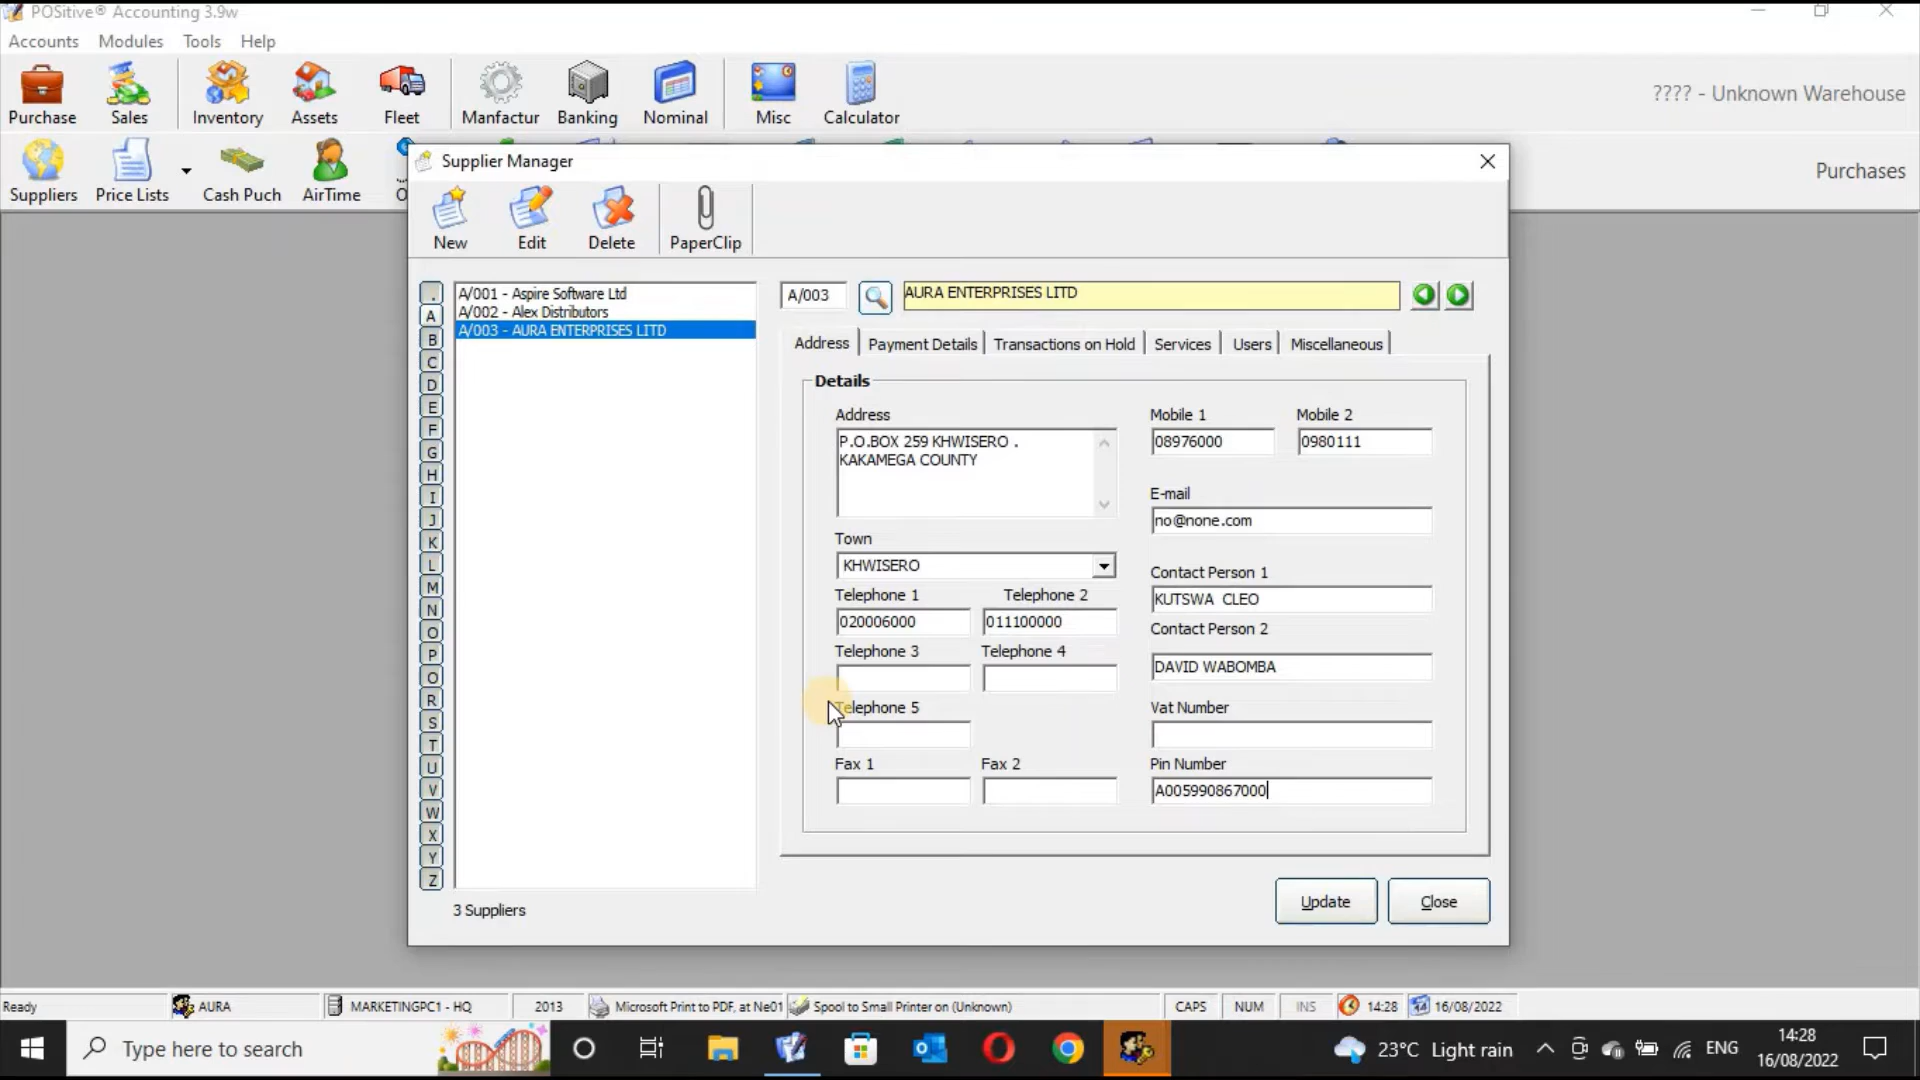 POSitive® Accounting 3.9w
Accounts Modules Tools Help
Purchase Sales Inventory Assets Fleet Manfactur Banking Nominal Misc Calculator
???? - Unknown Warehouse
Suppliers Price Lists Cash Puch AirTime
Purchases
Supplier Manager
New Edit Delete PaperClip
.
A
B
C
D
E
F
G
H
I
J
K
L
M
N
O
P
Q
R
S
T
U
V
W
X
Y
Z
A/001 - Aspire Software Ltd
A/002 - Alex Distributors
A/003 - AURA ENTERPRISES LITD
3 Suppliers
A/003 AURA ENTERPRISES LITD
Address Payment Details Transactions on Hold Services Users Miscellaneous
Details
Address
P.O.BOX 259 KHWISERO .
KAKAMEGA COUNTY
Town
KHWISERO
Telephone 1 Telephone 2
020006000 011100000
Telephone 3 Telephone 4
Telephone 5
Fax 1 Fax 2
Mobile 1 Mobile 2
08976000 0980111
E-mail
no@none.com
Contact Person 1
KUTSWA CLEO
Contact Person 2
DAVID WABOMBA
Vat Number
Pin Number
A005990867000
Update Close
Ready AURA MARKETINGPC1 - HQ 2013 Microsoft Print to PDF, at Ne01 Spool to Small Printer on (Unknown) CAPS NUM INS 14:28 16/08/2022
Type here to search
23°C Light rain ENG 14:28
16/08/2022